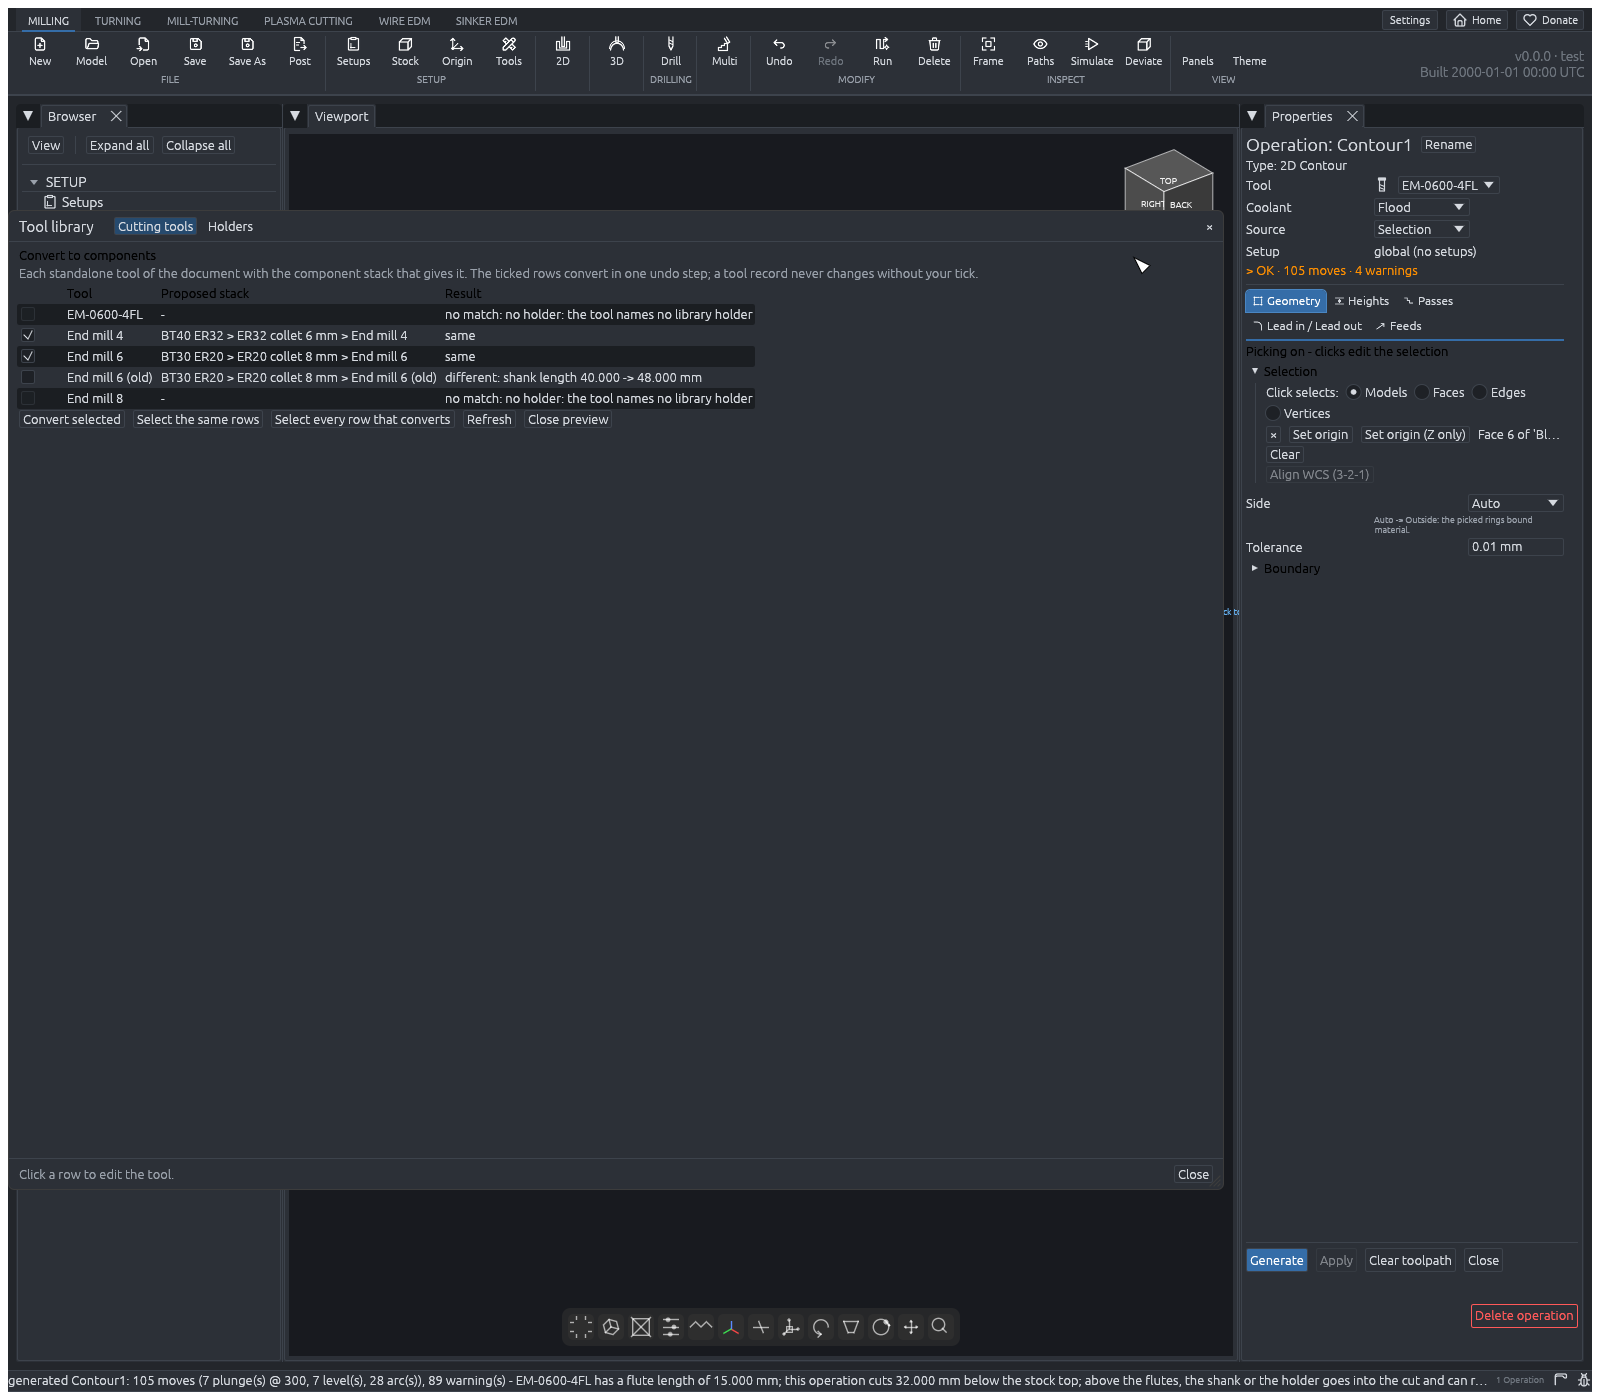 MILLING TURNING MILL-TURNING PLASMA CUTTING WIRE EDM SINKER EDM Settings Home Donate
New Model Open Save Save As Post Setups Stock Origin Tools 2D 3D Drill Multi Undo Redo Run Delete Frame Paths Simulate Deviate Panels Theme
FILE SETUP DRILLING MODIFY INSPECT VIEW
v0.0.0 · test
Built 2000-01-01 00:00 UTC
Browser Viewport Properties
View Expand all Collapse all
SETUP
Setups
TOP
RIGHT BACK
Tool library Cutting tools Holders
Convert to components
Each standalone tool of the document with the component stack that gives it. The ticked rows convert in one undo step; a tool record never changes without your tick.
Tool Proposed stack Result
EM-0600-4FL - no match: no holder: the tool names no library holder
End mill 4 BT40 ER32 > ER32 collet 6 mm > End mill 4 same
End mill 6 BT30 ER20 > ER20 collet 8 mm > End mill 6 same
End mill 6 (old) BT30 ER20 > ER20 collet 8 mm > End mill 6 (old) different: shank length 40.000 -> 48.000 mm
End mill 8 - no match: no holder: the tool names no library holder
Convert selected Select the same rows Select every row that converts Refresh Close preview
ck to
Click a row to edit the tool. Close
Operation: Contour1 Rename
Type: 2D Contour
Tool EM-0600-4FL
Coolant Flood
Source Selection
Setup global (no setups)
> OK · 105 moves · 4 warnings
Geometry Heights Passes
Lead in / Lead out Feeds
Picking on - clicks edit the selection
Selection
Click selects: Models Faces Edges
Vertices
× Set origin Set origin (Z only) Face 6 of 'Bl...
Clear
Align WCS (3-2-1)
Side Auto
Auto -> Outside: the picked rings bound
material.
Tolerance 0.01 mm
Boundary
Generate Apply Clear toolpath Close
Delete operation
generated Contour1: 105 moves (7 plunge(s) @ 300, 7 level(s), 28 arc(s)), 89 warning(s) - EM-0600-4FL has a flute length of 15.000 mm; this operation cuts 32.000 mm below the stock top; above the flutes, the shank or the holder goes into the cut and can r... 1 Operation